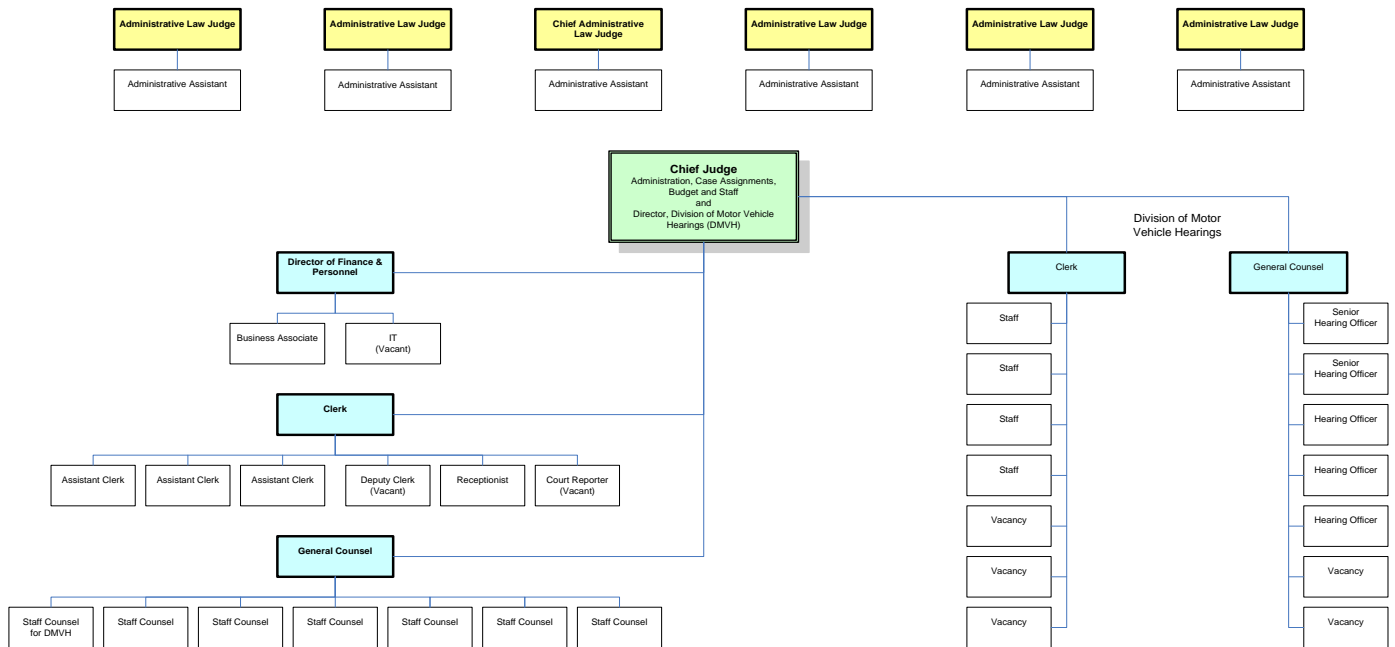 Administrative Law Judge
Administrative Law Judge
Chief Administrative
Law Judge
Administrative Law Judge
Administrative Law Judge
Administrative Law Judge
Administrative Assistant
Administrative Assistant
Administrative Assistant
Administrative Assistant
Administrative Assistant
Administrative Assistant
Chief Judge
Administration, Case Assignments,
Budget and Staff
and
Director, Division of Motor Vehicle
Hearings (DMVH)
Division of Motor
Vehicle Hearings
Director of Finance &
Personnel
Business Associate
IT
(Vacant)
Clerk
Assistant Clerk
Assistant Clerk
Assistant Clerk
Deputy Clerk
(Vacant)
Receptionist
Court Reporter
(Vacant)
General Counsel
Staff Counsel
for DMVH
Staff Counsel
Staff Counsel
Staff Counsel
Staff Counsel
Staff Counsel
Staff Counsel
Clerk
Staff
Staff
Staff
Staff
Vacancy
Vacancy
Vacancy
General Counsel
Senior
Hearing Officer
Senior
Hearing Officer
Hearing Officer
Hearing Officer
Hearing Officer
Vacancy
Vacancy